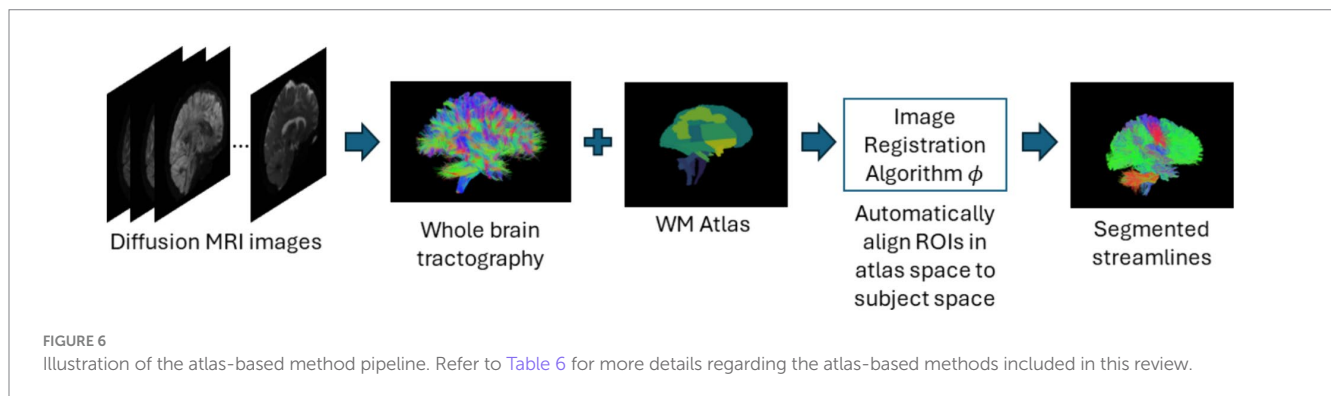 ...
Diffusion MRI images
Whole brain
tractography
WM Atlas
Image
Registration
Algorithm ϕ
Automatically
align ROIs in
atlas space to
subject space
Segmented
streamlines
FIGURE 6
Illustration of the atlas-based method pipeline. Refer to Table 6 for more details regarding the atlas-based methods included in this review.